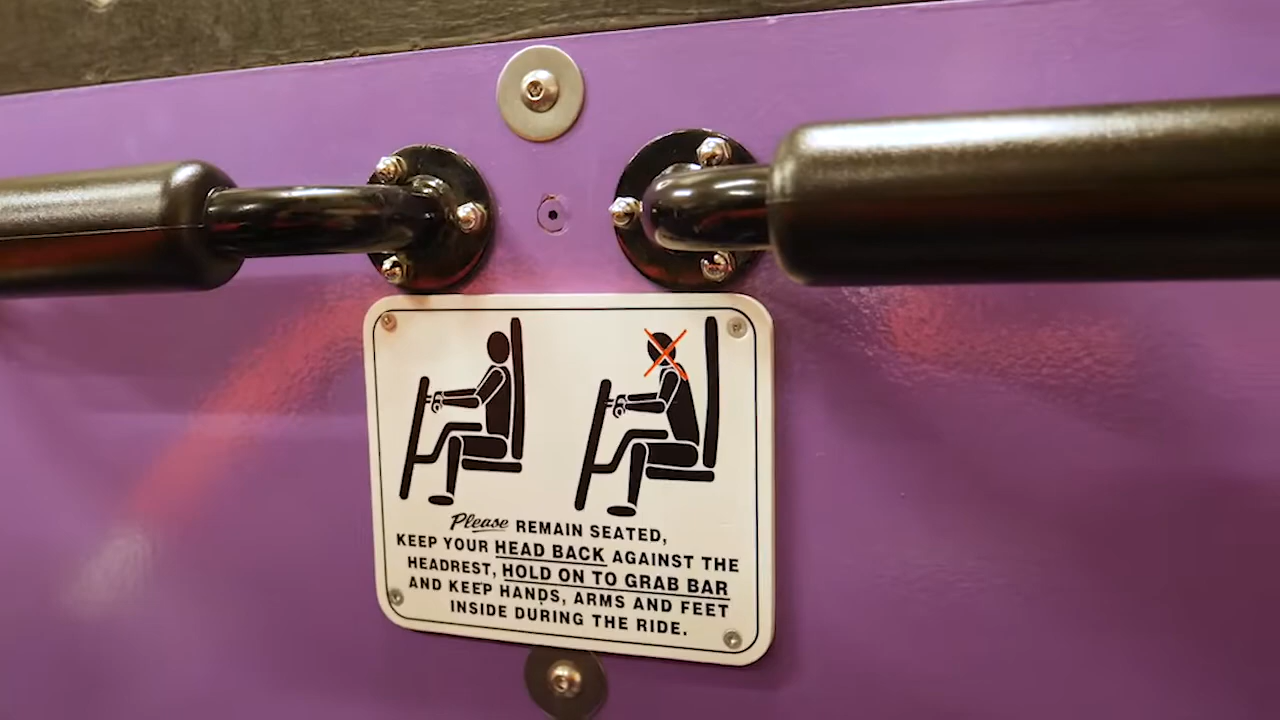 Please REMAIN SEATED,
KEEP YOUR HEAD BACK AGAINST THE
HEADREST, HOLD ON TO GRAB BAR
AND KEEP HANDS, ARMS AND FEET
INSIDE DURING THE RIDE.